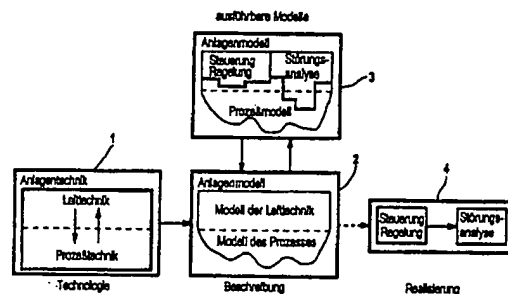 ausführbare Modelle
Anlagenmodell
Steuerung Störungs-
Regelung analyse
Prozeßmodell
3
1
Anlagentechnik
Leittechnik
Prozeßtechnik
Technologie
2
Anlagenmodell
Modell der Leittechnik
Modell des Prozesses
Beschreibung
4
Steuerung Störungs-
Regelung analyse
Realisierung